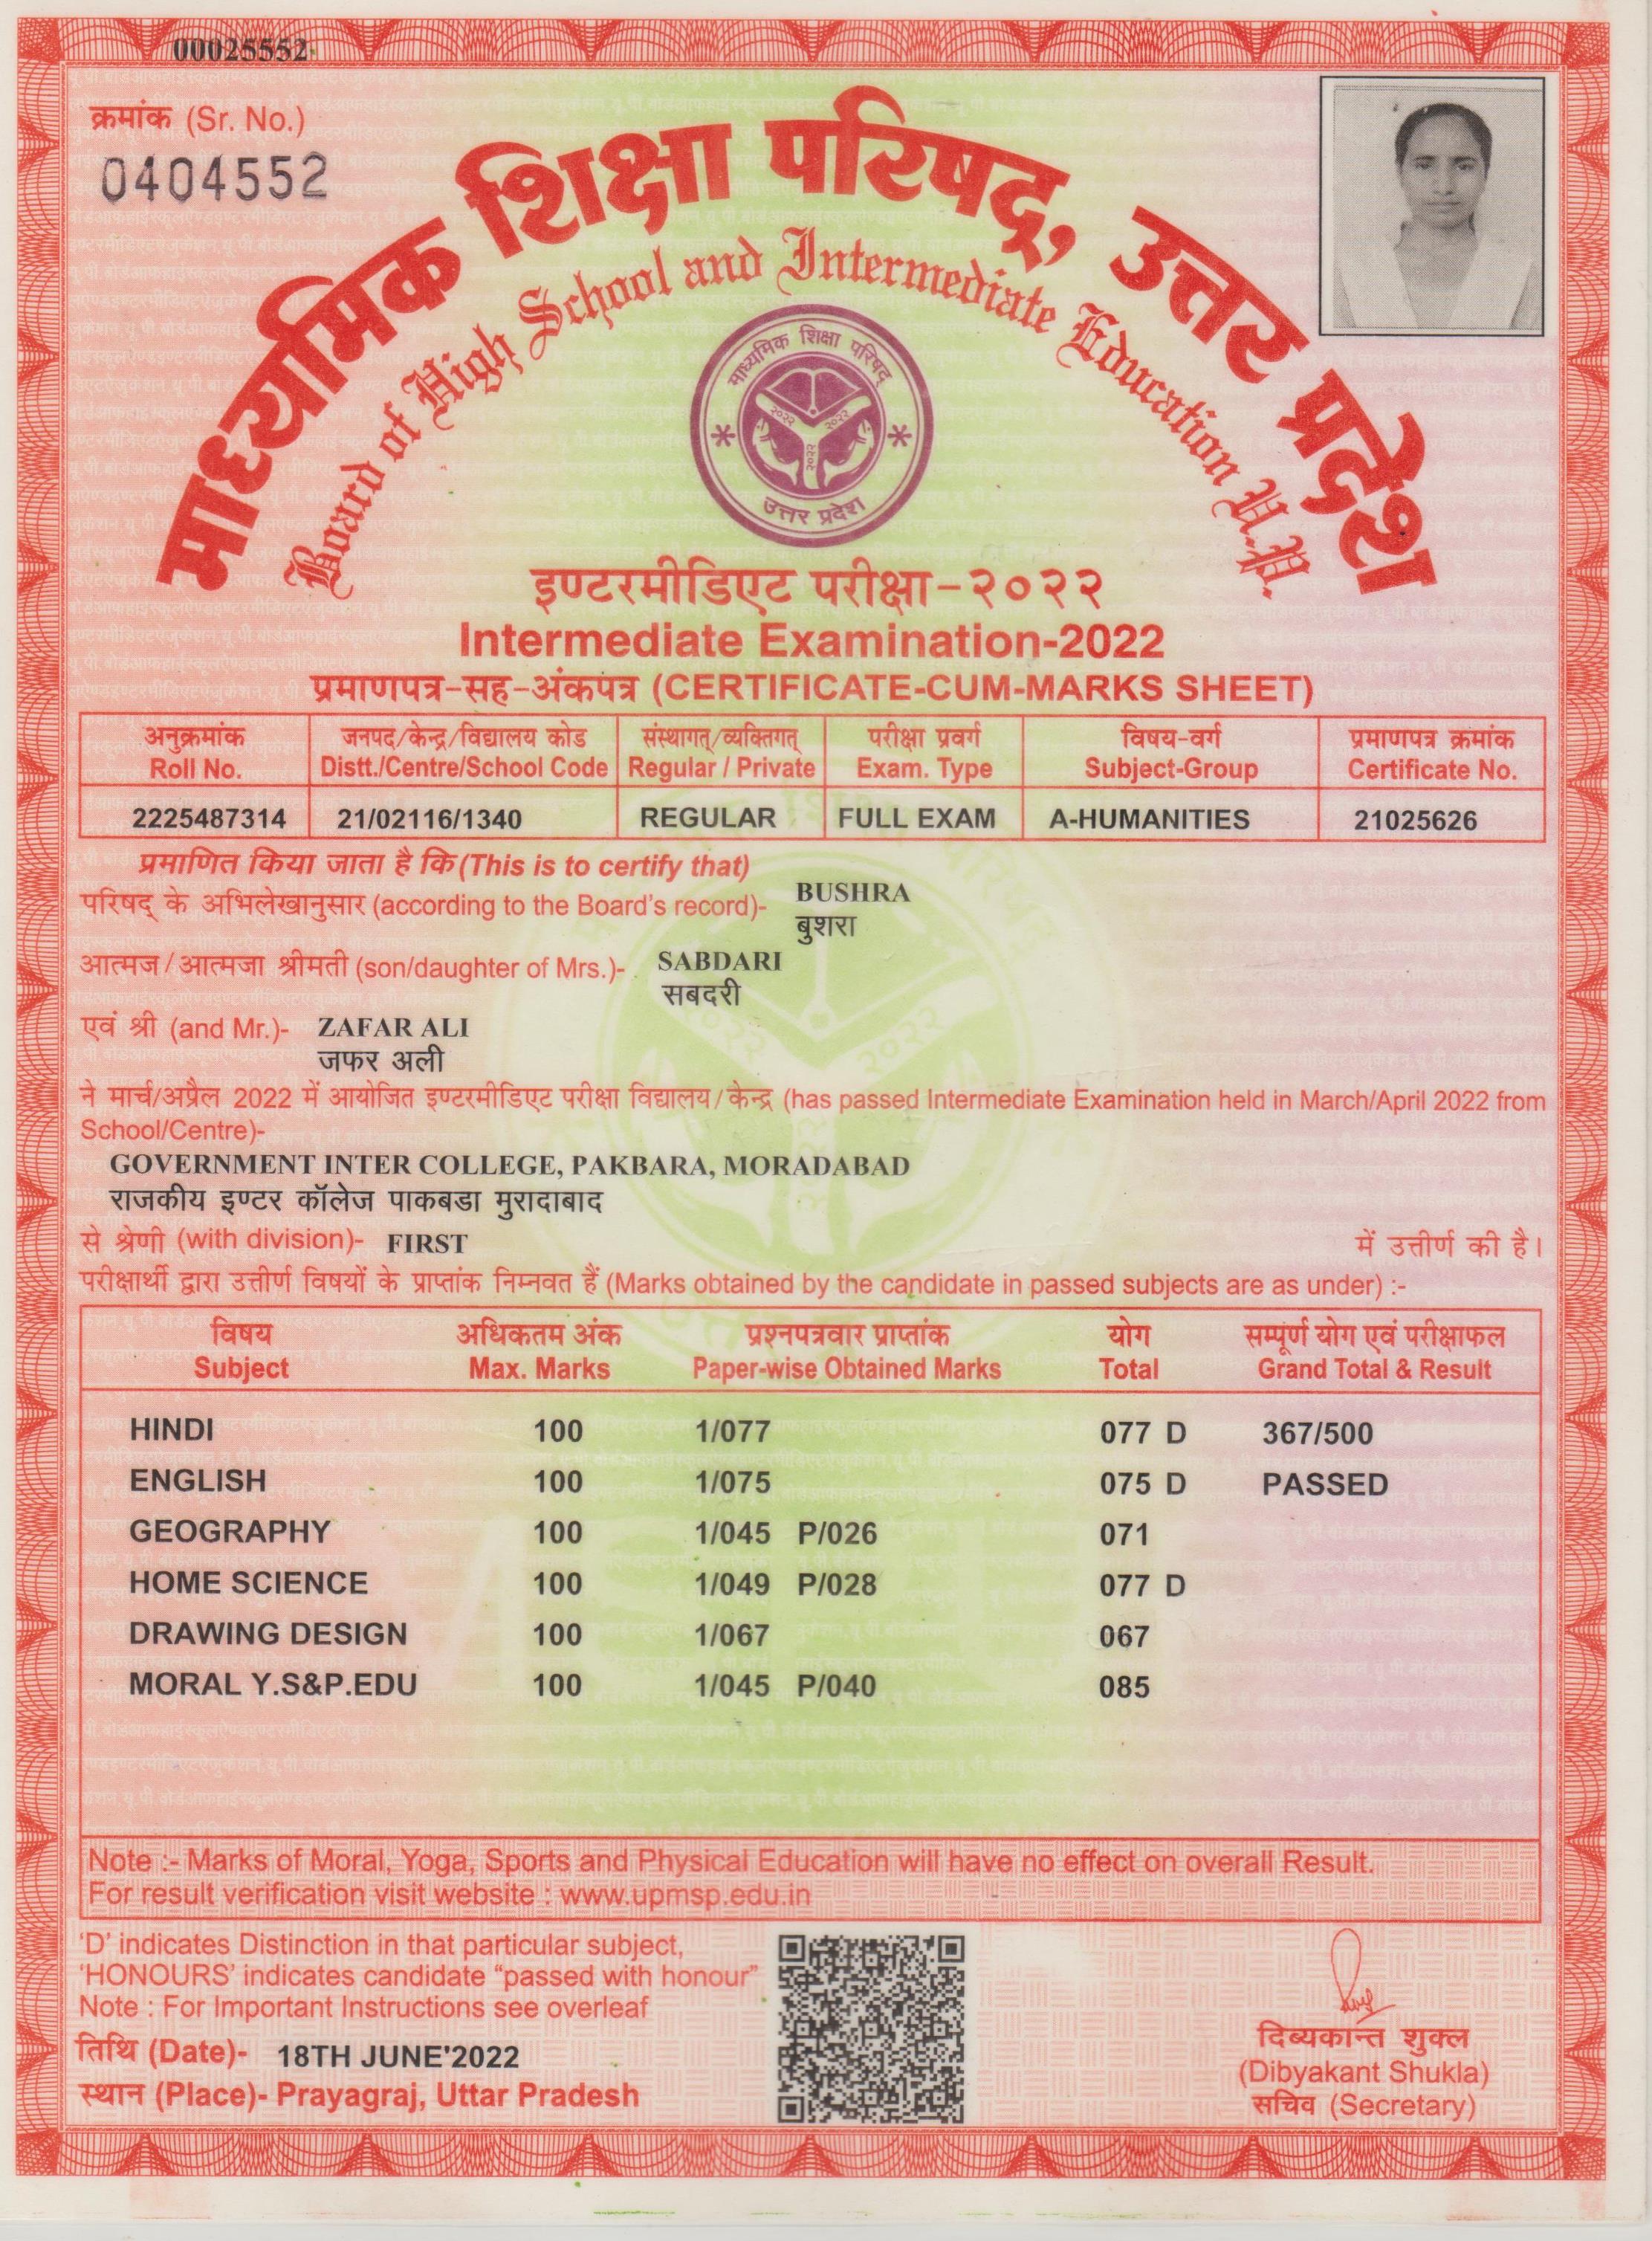 00025552
क्रमांक (Sr. No.)
0404552
माध्यमिक शिक्षा परिषद्, उत्तर प्रदेश
Board of High School and Intermediate Education U.P.
माध्यमिक शिक्षा परिषद्
२०२२ २०२२
२०२२
उत्तर प्रदेश
इण्टरमीडिएट परीक्षा-२०२२
Intermediate Examination-2022
प्रमाणपत्र-सह-अंकपत्र (CERTIFICATE-CUM-MARKS SHEET)
अनुक्रमांक जनपद/केन्द्र/विद्यालय कोड संस्थागत्/व्यक्तिगत् परीक्षा प्रवर्ग विषय-वर्ग प्रमाणपत्र क्रमांक
Roll No. Distt./Centre/School Code Regular / Private Exam. Type Subject-Group Certificate No.
2225487314 21/02116/1340 REGULAR FULL EXAM A-HUMANITIES 21025626
प्रमाणित किया जाता है कि (This is to certify that)
परिषद् के अभिलेखानुसार (according to the Board's record)- BUSHRA
बुशरा
आत्मज/आत्मजा श्रीमती (son/daughter of Mrs.)- SABDARI
सबदरी
एवं श्री (and Mr.)- ZAFAR ALI
जफर अली
ने मार्च/अप्रैल 2022 में आयोजित इण्टरमीडिएट परीक्षा विद्यालय/केन्द्र (has passed Intermediate Examination held in March/April 2022 from
School/Centre)-
GOVERNMENT INTER COLLEGE, PAKBARA, MORADABAD
राजकीय इण्टर कॉलेज पाकबडा मुरादाबाद
से श्रेणी (with division)- FIRST में उत्तीर्ण की है।
परीक्षार्थी द्वारा उत्तीर्ण विषयों के प्राप्तांक निम्नवत हैं (Marks obtained by the candidate in passed subjects are as under) :-
विषय अधिकतम अंक प्रश्नपत्रवार प्राप्तांक योग सम्पूर्ण योग एवं परीक्षाफल
Subject Max. Marks Paper-wise Obtained Marks Total Grand Total & Result
HINDI 100 1/077 077 D 367/500
ENGLISH 100 1/075 075 D PASSED
GEOGRAPHY 100 1/045 P/026 071
HOME SCIENCE 100 1/049 P/028 077 D
DRAWING DESIGN 100 1/067 067
MORAL Y.S&P.EDU 100 1/045 P/040 085
Note :- Marks of Moral, Yoga, Sports and Physical Education will have no effect on overall Result.
For result verification visit website : www.upmsp.edu.in
'D' indicates Distinction in that particular subject,
'HONOURS' indicates candidate "passed with honour"
Note : For Important Instructions see overleaf
तिथि (Date)- 18TH JUNE'2022
स्थान (Place)- Prayagraj, Uttar Pradesh
दिब्यकान्त शुक्ल
(Dibyakant Shukla)
सचिव (Secretary)